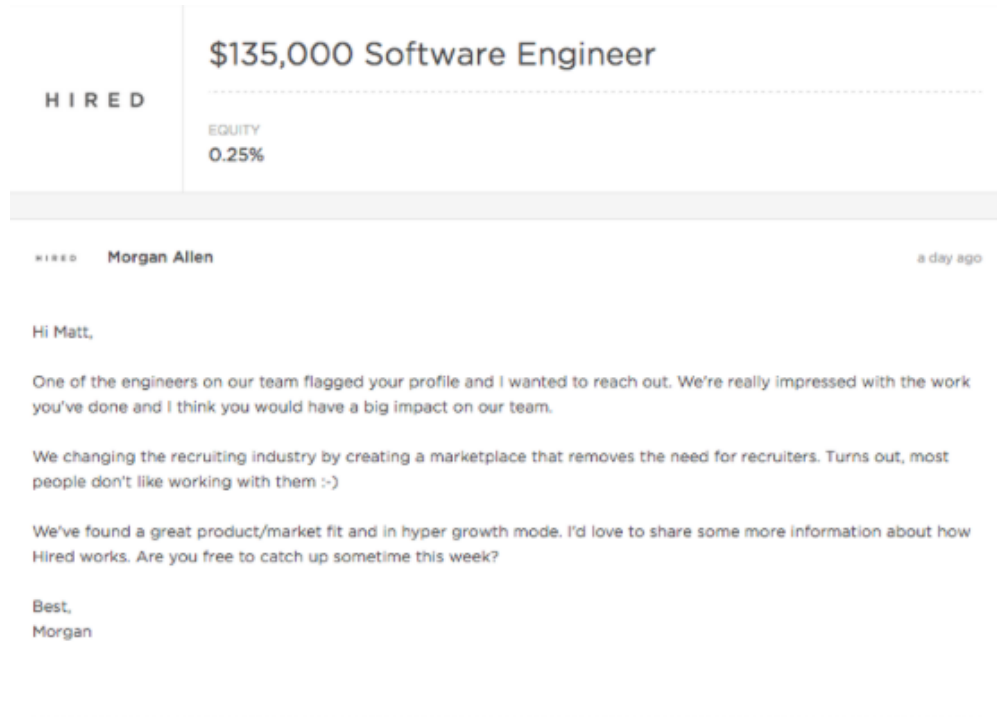 $135,000 Software Engineer
HIRED
EQUITY
0.25%
HIRED Morgan Allen a day ago
Hi Matt,
One of the engineers on our team flagged your profile and I wanted to reach out. We're really impressed with the work
you've done and I think you would have a big impact on our team.
We changing the recruiting industry by creating a marketplace that removes the need for recruiters. Turns out, most
people don't like working with them :-)
We've found a great product/market fit and in hyper growth mode. I'd love to share some more information about how
Hired works. Are you free to catch up sometime this week?
Best,
Morgan